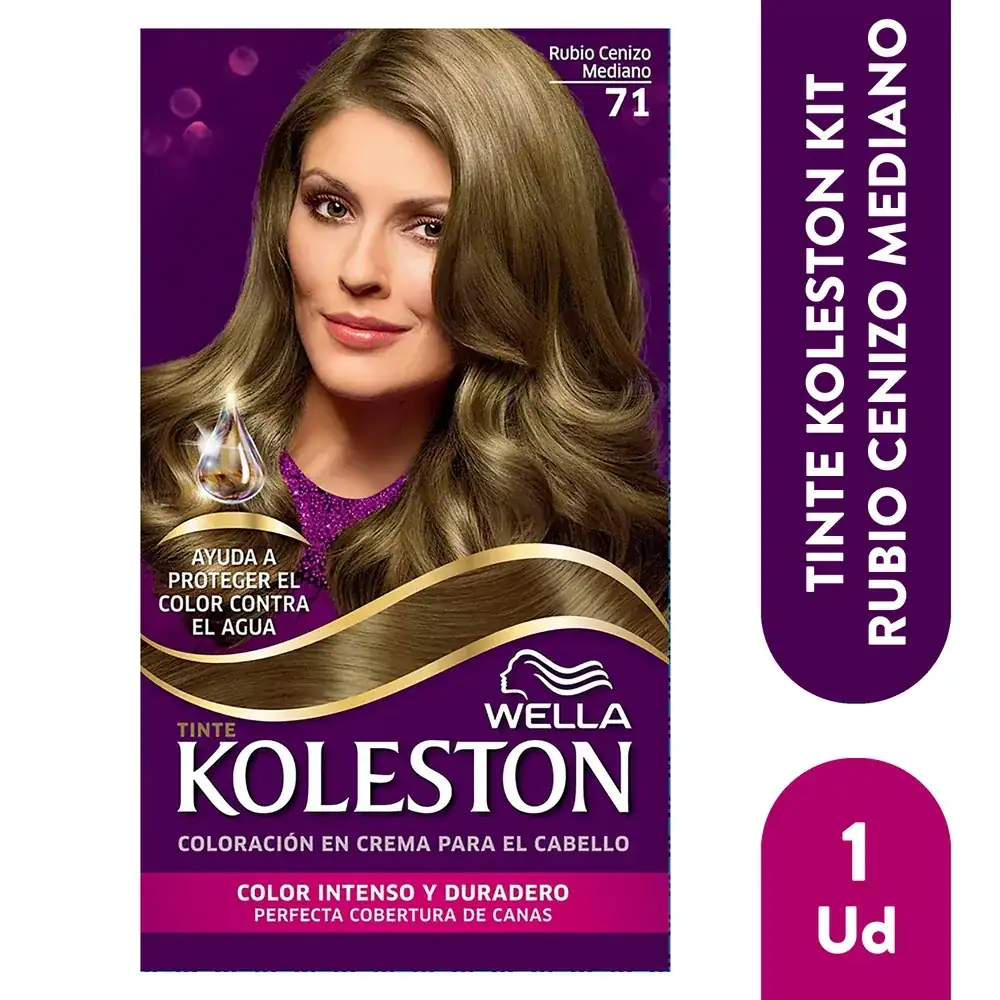 Rubio Cenizo
Mediano
71
AYUDA A
PROTEGER EL
COLOR CONTRA
EL AGUA
WELLA
TINTE
KOLESTON
COLORACIÓN EN CREMA PARA EL CABELLO
COLOR INTENSO Y DURADERO
PERFECTA COBERTURA DE CANAS
TINTE KOLESTON KIT
RUBIO CENIZO MEDIANO
1
Ud